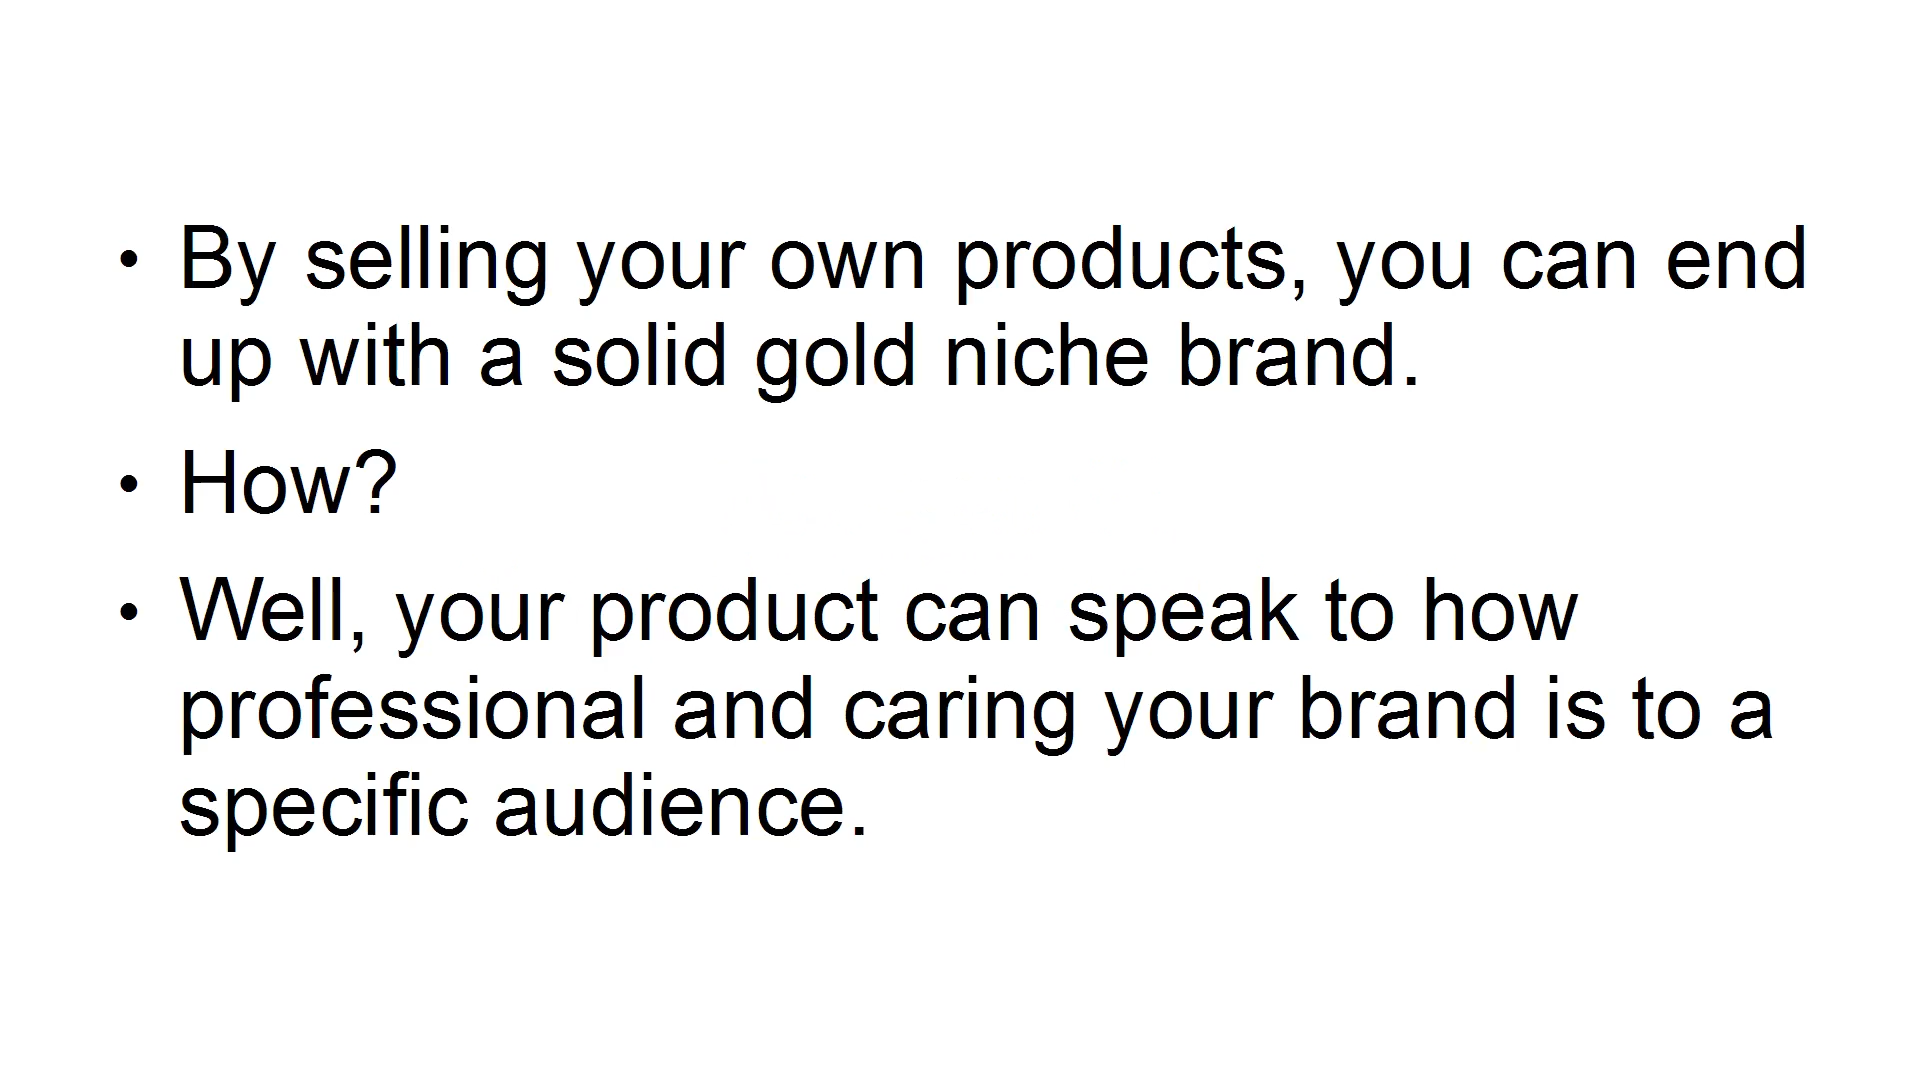 • By selling your own products, you can end
up with a solid gold niche brand.
• How?
• Well, your product can speak to how
professional and caring your brand is to a
specific audience.